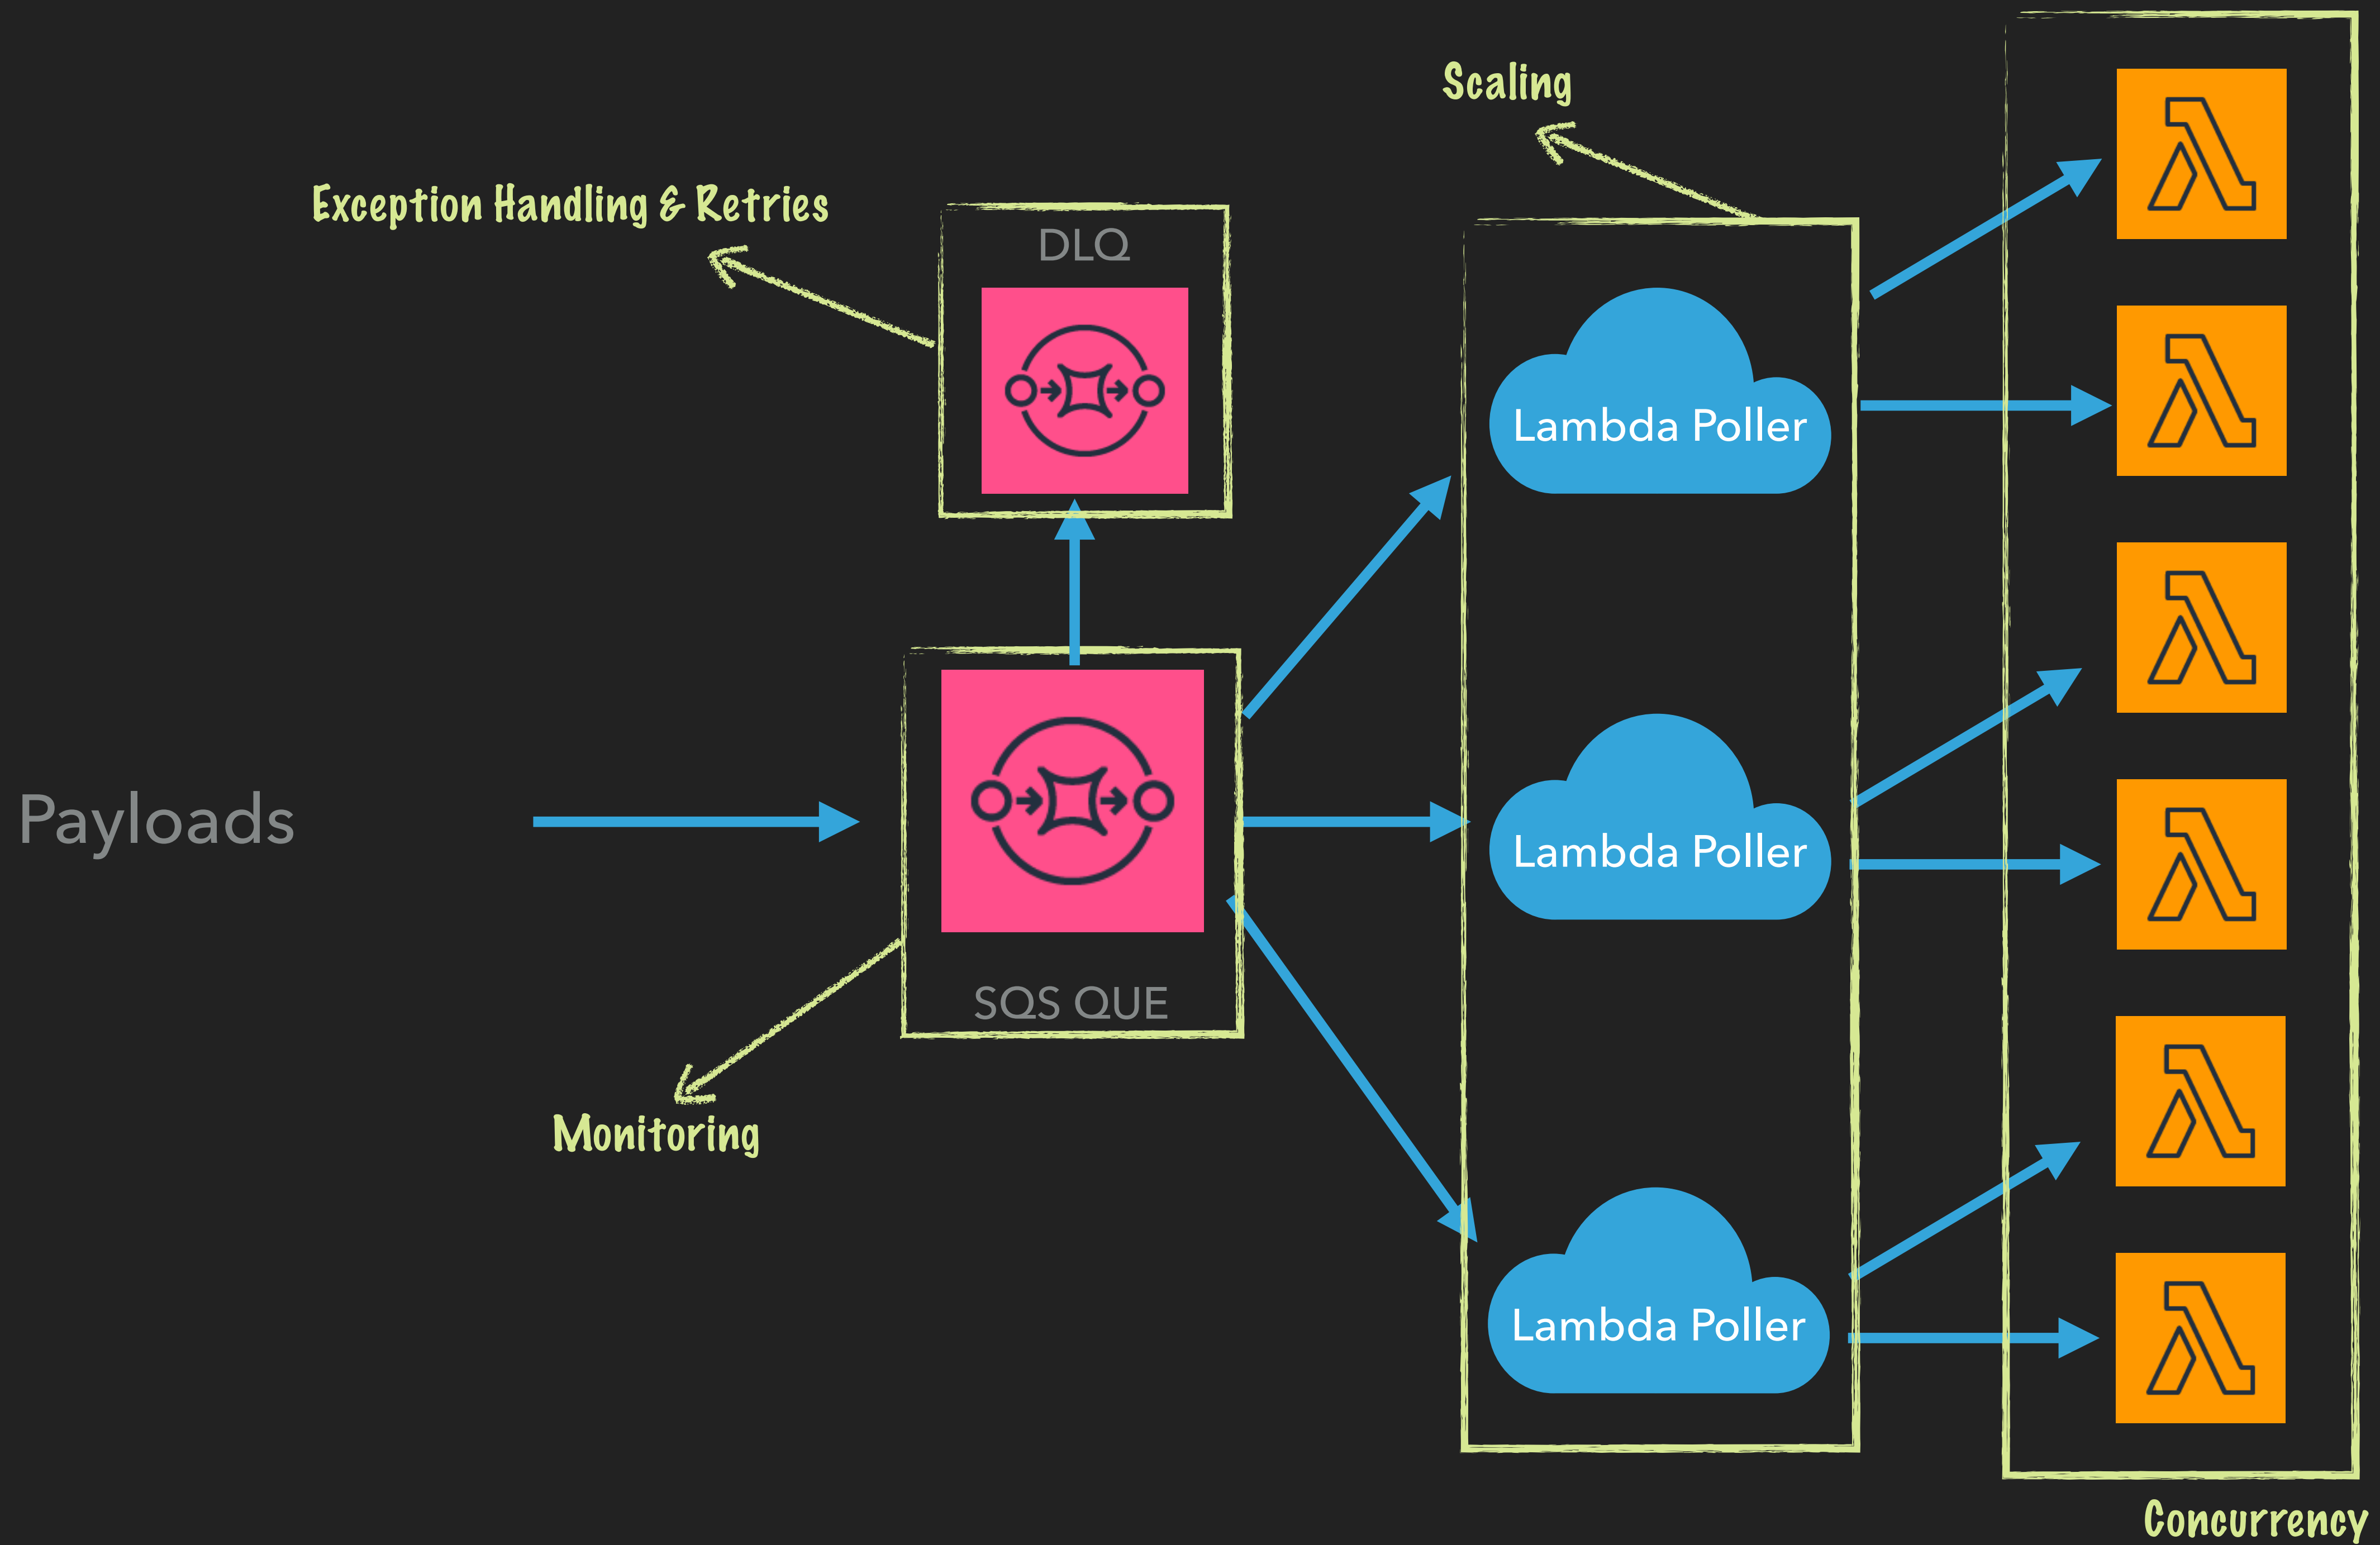 Scaling
Exception Handling & Retries
DLQ
Lambda Poller
Payloads
Lambda Poller
SQS QUE
Monitoring
Lambda Poller
Concurrency